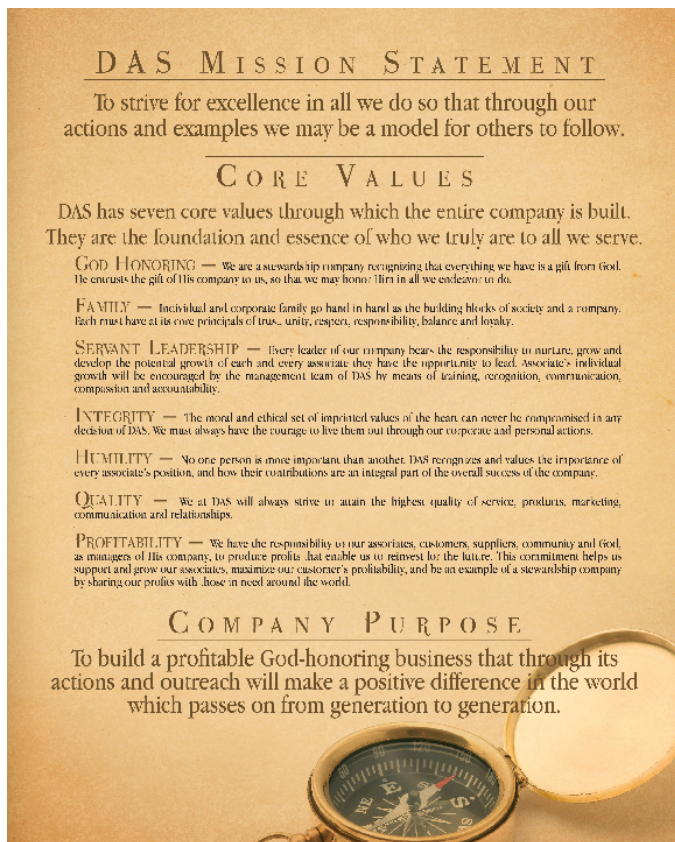 DAS MISSION STATEMENT
To strive for excellence in all we do so that through our
actions and examples we may be a model for others to follow.
CORE VALUES
DAS has seven core values through which the entire company is built.
They are the foundation and essence of who we truly are to all we serve.
GOD HONORING — We are a stewardship company recognizing that everything we have is a gift from God.
He entrusts the gift of His company to us, so that we may honor Him in all we endeavor to do.
FAMILY — Individual and corporate family go hand in hand as the building blocks of society and a company.
Each must have at its core principals of trust, unity, respect, responsibility, balance and loyalty.
SERVANT LEADERSHIP — Every leader of our company bears the responsibility to nurture, grow and
develop the potential growth of each and every associate they have the opportunity to lead. Associate's individual
growth will be encouraged by the management team of DAS by means of training, recognition, communication,
compassion and accountability.
INTEGRITY — The moral and ethical set of imprinted values of the heart can never be compromised in any
decision of DAS. We must always have the courage to live them out through our corporate and personal actions.
HUMILITY — No one person is more important than another. DAS recognizes and values the importance of
every associate's position, and how their contributions are an integral part of the overall success of the company.
QUALITY — We at DAS will always strive to attain the highest quality of service, products, marketing,
communication and relationships.
PROFITABILITY — We have the responsibility to our associates, customers, suppliers, community and God,
as managers of His company, to produce profits that enable us to reinvest for the future. This commitment helps us
support and grow our associates, maximize our customer's profitability, and be an example of a stewardship company
by sharing our profits with those in need around the world.
COMPANY PURPOSE
To build a profitable God-honoring business that through its
actions and outreach will make a positive difference in the world
which passes on from generation to generation.
60
120
150
NE
E
S
SE